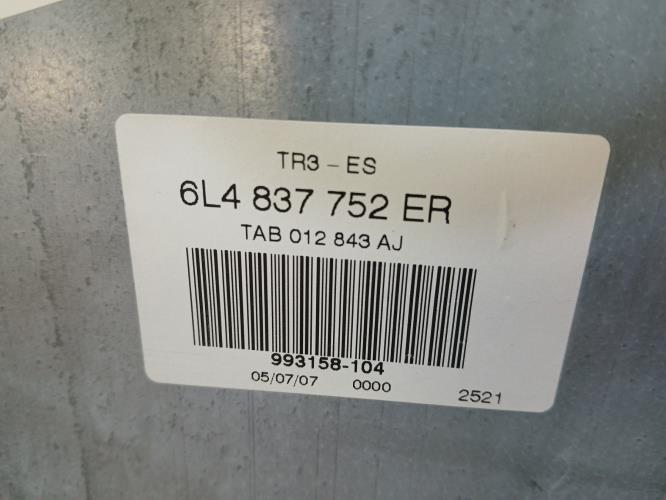 TR3 - ES
6L4 837 752 ER
TAB 012 843 AJ
993158-104
05/07/07 0000 2521